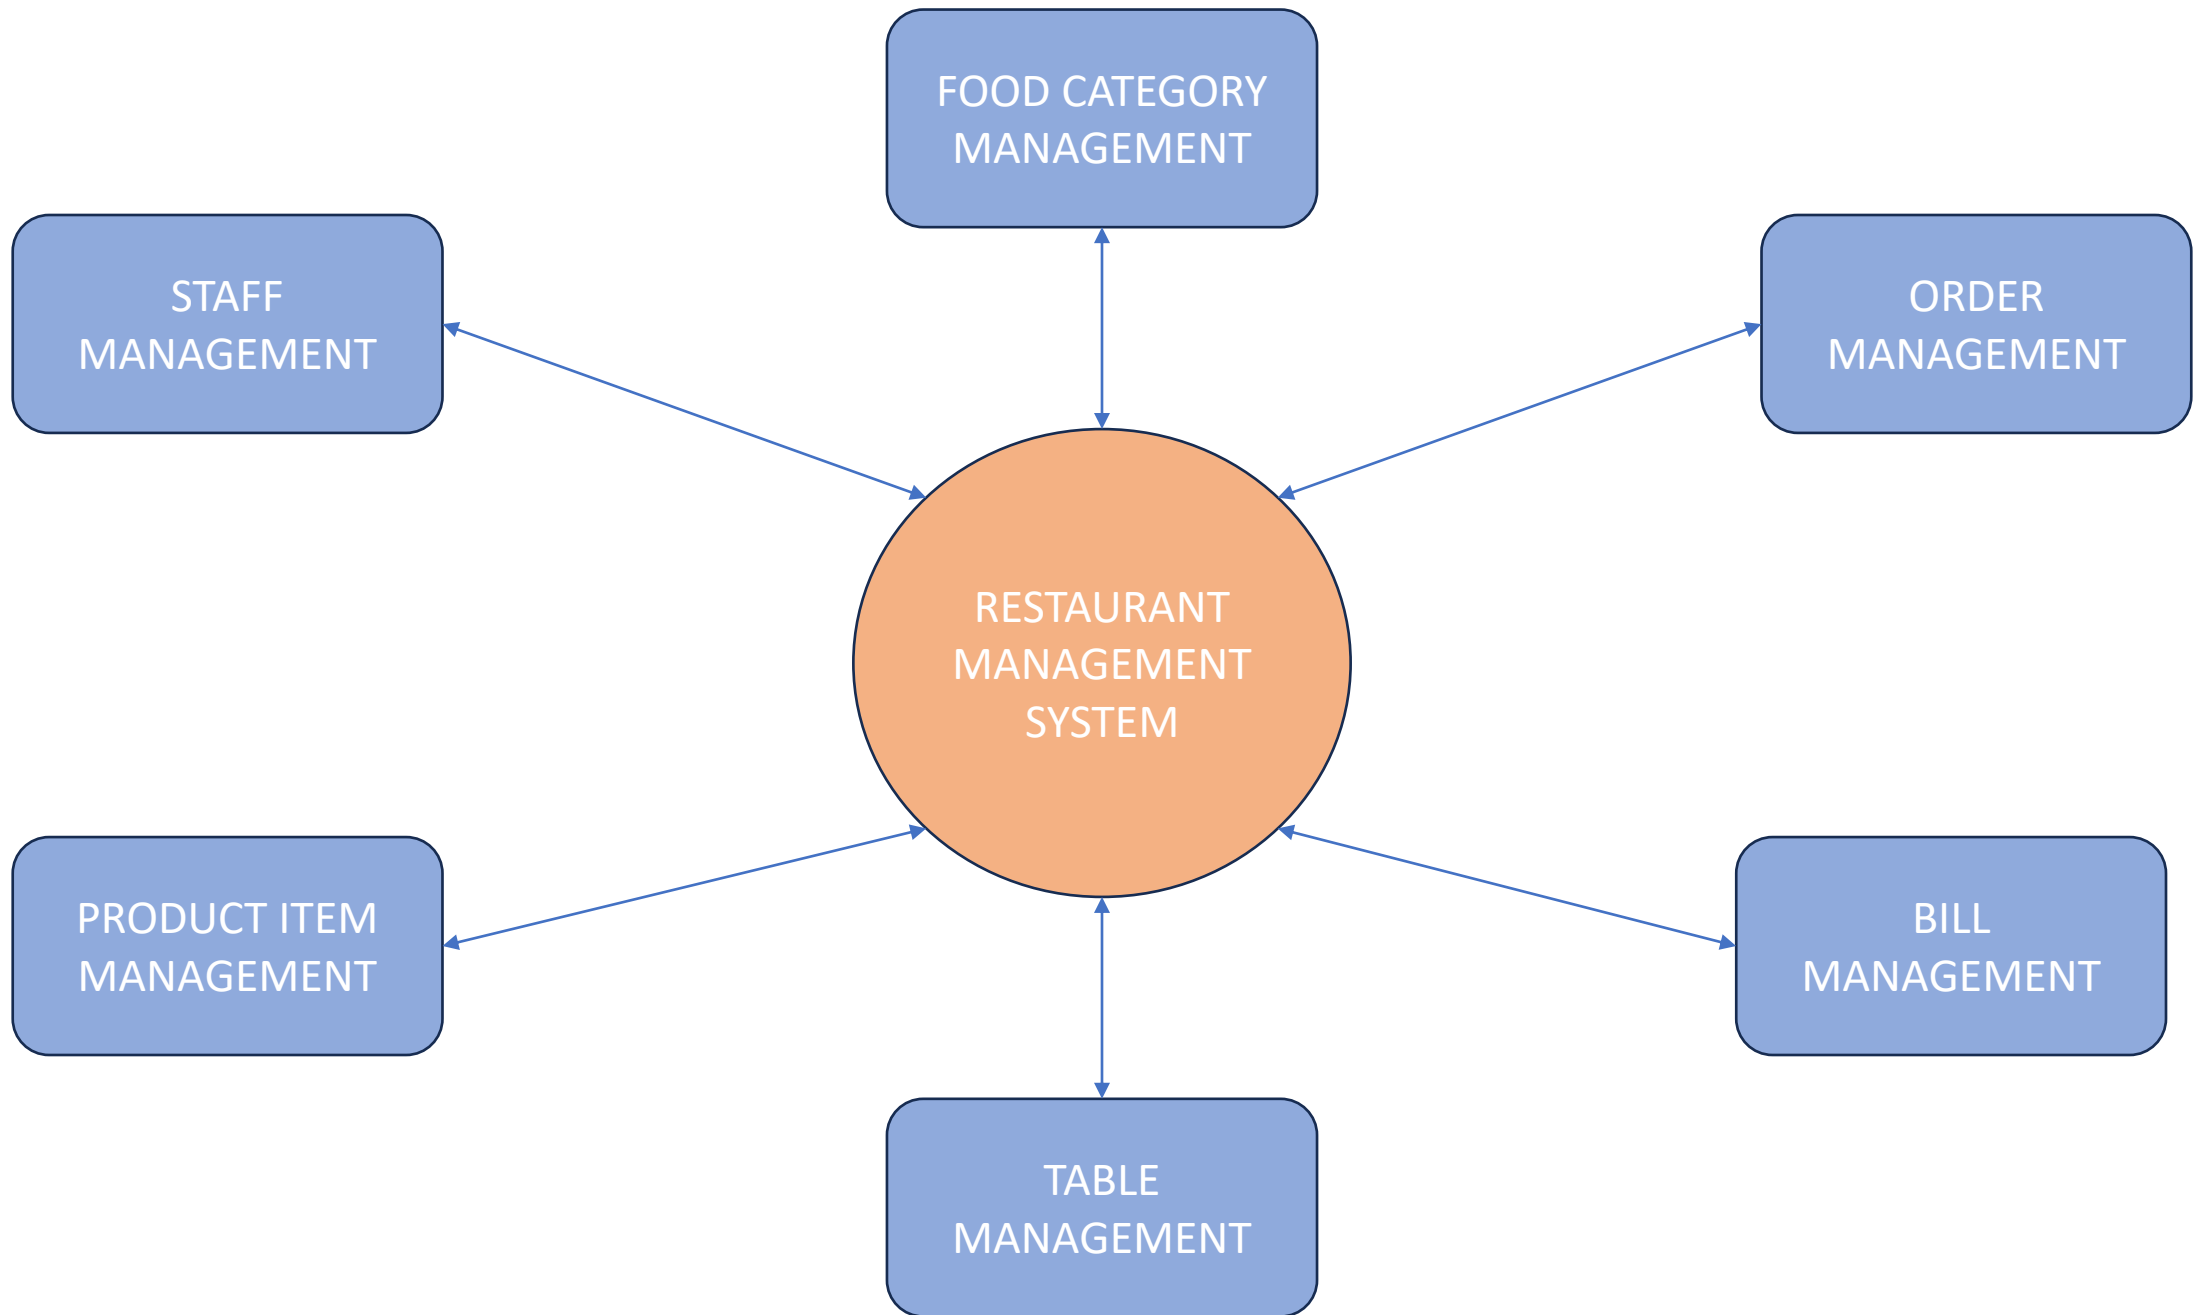 FOOD CATEGORY
MANAGEMENT
STAFF
MANAGEMENT
ORDER
MANAGEMENT
RESTAURANT
MANAGEMENT
SYSTEM
PRODUCT ITEM
MANAGEMENT
BILL
MANAGEMENT
TABLE
MANAGEMENT